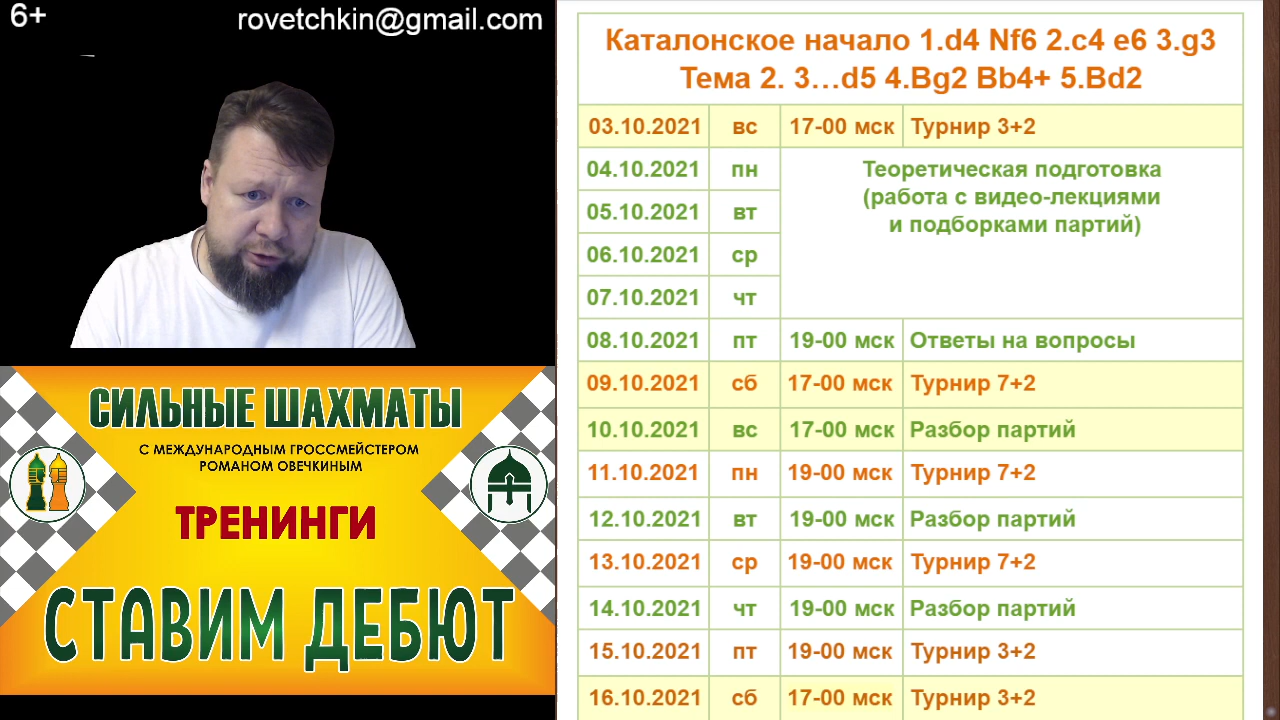 6+
rovetchkin@gmail.com
СИЛЬНЫЕ ШАХМАТЫ
С МЕЖДУНАРОДНЫМ ГРОССМЕЙСТЕРОМ
РОМАНОМ ОВЕЧКИНЫМ
ТРЕНИНГИ
СТАВИМ ДЕБЮТ
Каталонское начало 1.d4 Nf6 2.c4 e6 3.g3
Тема 2. 3…d5 4.Bg2 Bb4+ 5.Bd2
03.10.2021 вс 17-00 мск Турнир 3+2
04.10.2021 пн Теоретическая подготовка
(работа с видео-лекциями
05.10.2021 вт и подборками партий)
06.10.2021 ср
07.10.2021 чт
08.10.2021 пт 19-00 мск Ответы на вопросы
09.10.2021 сб 17-00 мск Турнир 7+2
10.10.2021 вс 17-00 мск Разбор партий
11.10.2021 пн 19-00 мск Турнир 7+2
12.10.2021 вт 19-00 мск Разбор партий
13.10.2021 ср 19-00 мск Турнир 7+2
14.10.2021 чт 19-00 мск Разбор партий
15.10.2021 пт 19-00 мск Турнир 3+2
16.10.2021 сб 17-00 мск Турнир 3+2